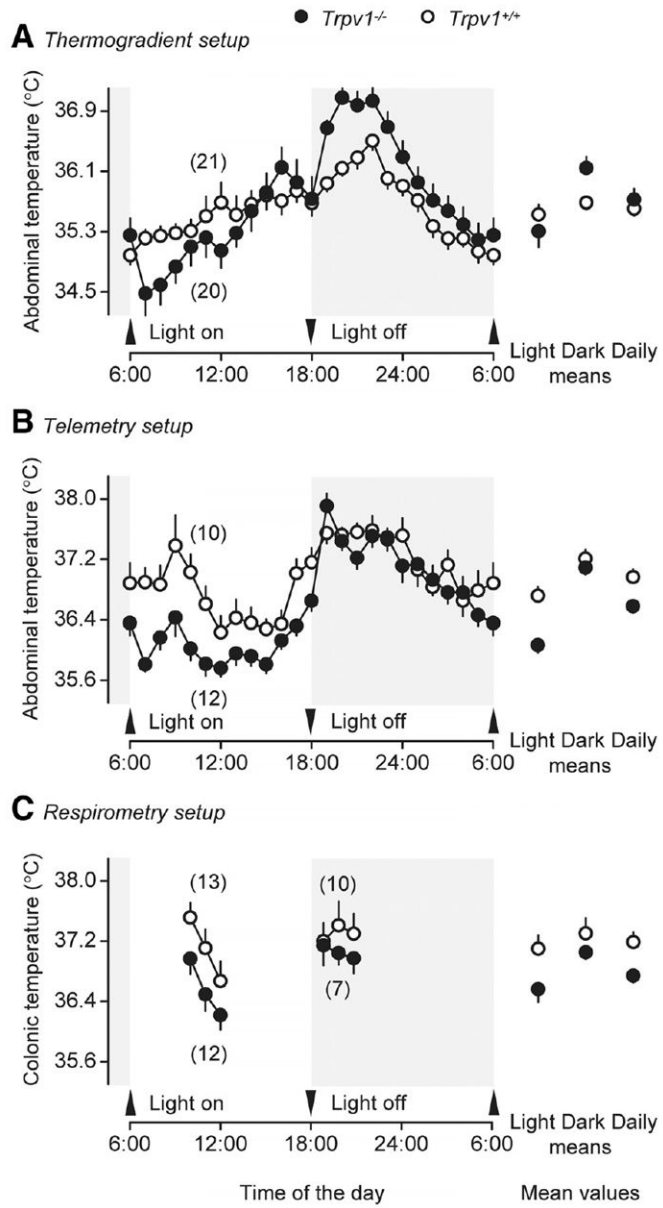 Trpv1-/- Trpv1+/+
A Thermogradient setup
Abdominal temperature (°C)
36.9
36.1
35.3
34.5
(21)
(20)
Light on Light off
6:00 12:00 18:00 24:00 6:00
Light Dark Daily
means
B Telemetry setup
Abdominal temperature (°C)
38.0
37.2
36.4
35.6
(10)
(12)
Light on Light off
6:00 12:00 18:00 24:00 6:00
Light Dark Daily
means
C Respirometry setup
Colonic temperature (°C)
38.0
37.2
36.4
35.6
(13)
(12)
(10)
(7)
Light on Light off
6:00 12:00 18:00 24:00 6:00
Light Dark Daily
means
Time of the day Mean values